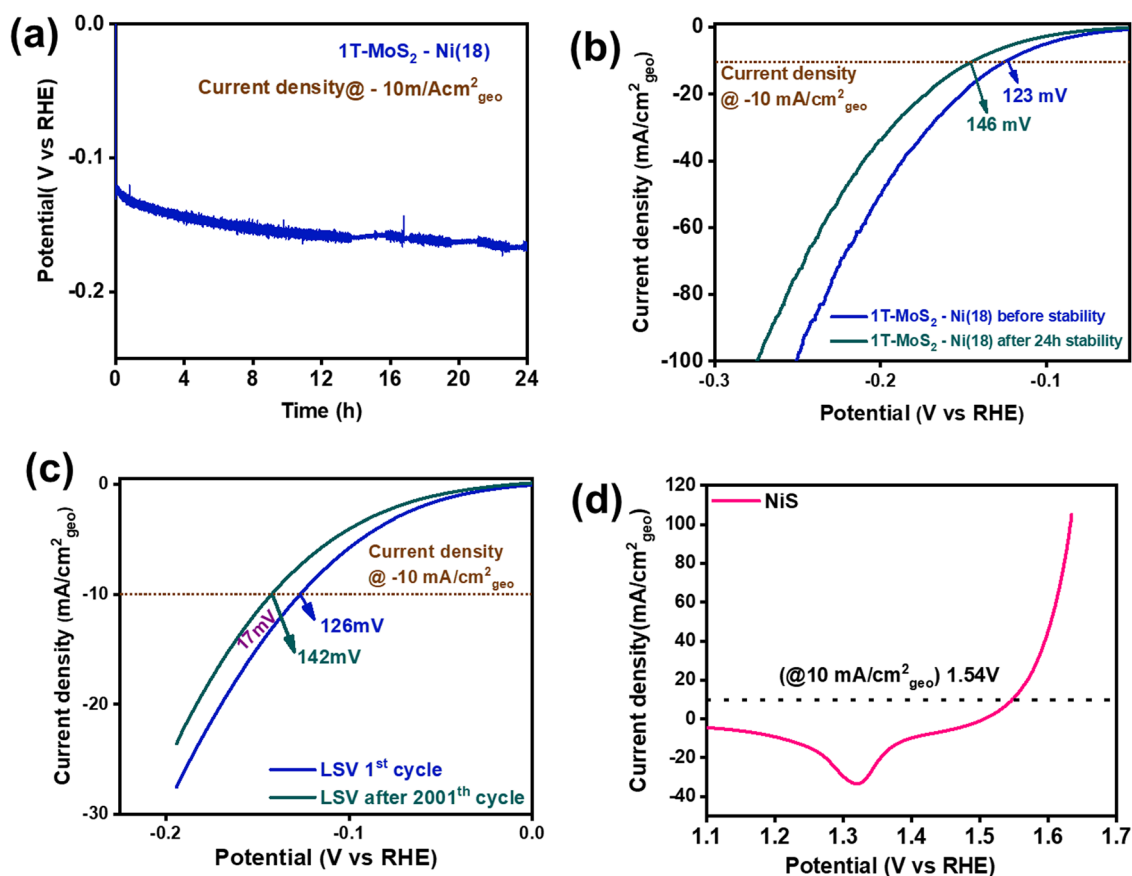 (a)
0.0
-0.1
-0.2
Potential( V vs RHE)
1T-MoS2 - Ni(18)
Current density@ - 10m/Acm2geo
0 4 8 12 16 20 24
Time (h)
(b)
0
-20
-40
-60
-80
-100
Current density (mA/cm2geo)
Current density
@ -10 mA/cm2geo
123 mV
146 mV
1T-MoS2 - Ni(18) before stability
1T-MoS2 - Ni(18) after 24h stability
-0.3 -0.2 -0.1
Potential (V vs RHE)
(c)
0
-10
-20
-30
Current density (mA/cm2geo)
Current density
@ -10 mA/cm2geo
17mV
126mV
142mV
LSV 1st cycle
LSV after 2001th cycle
-0.2 -0.1 0.0
Potential (V vs RHE)
(d)
120
100
80
60
40
20
0
-20
-40
Current density(mA/cm2geo)
NiS
(@10 mA/cm2geo) 1.54V
1.1 1.2 1.3 1.4 1.5 1.6 1.7
Potential (V vs RHE)